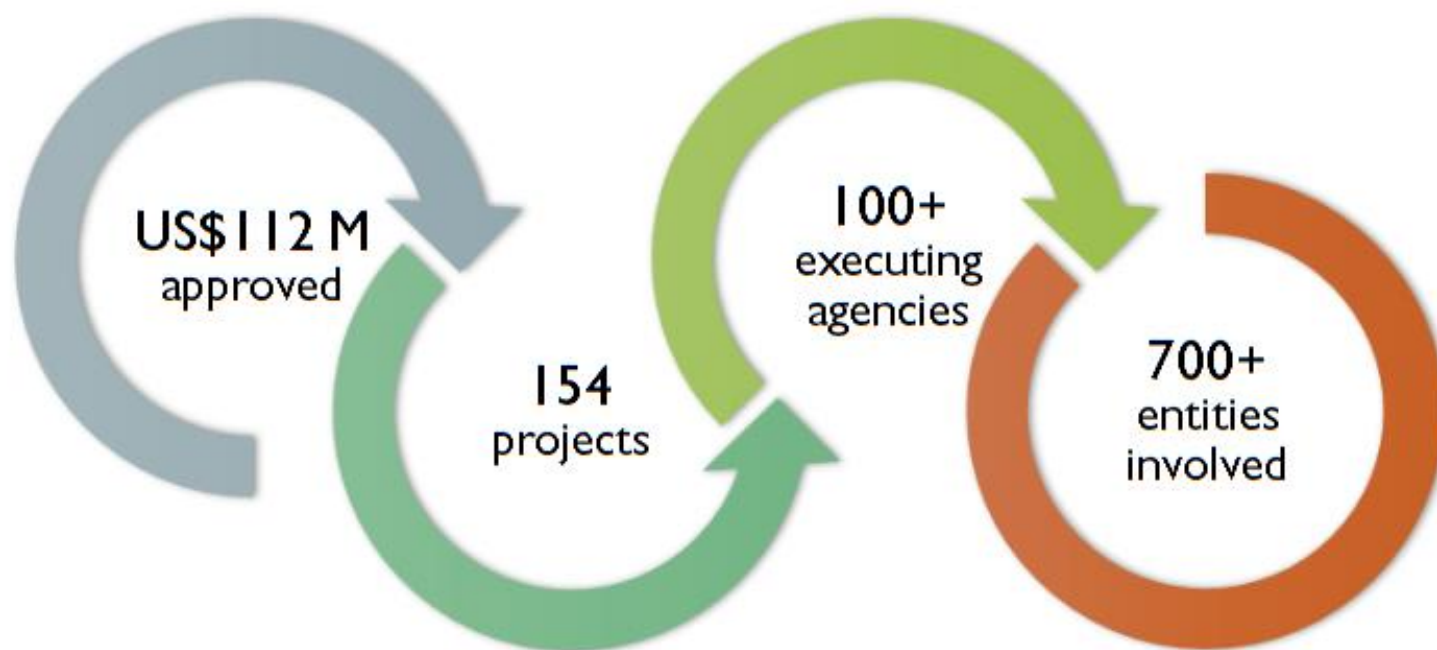 US$112 M
approved
154
projects
100+
executing
agencies
700+
entities
involved